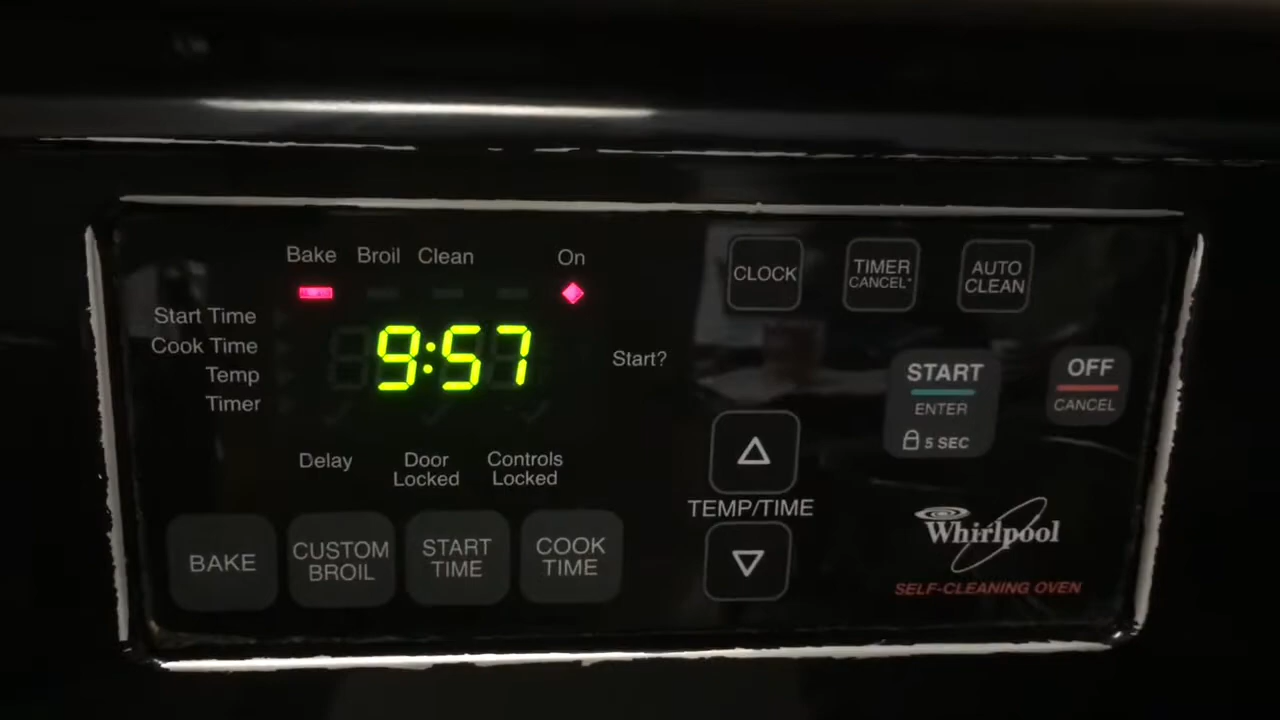 Bake Broil Clean On
Start Time
Cook Time
Temp
Timer
9:57
Start?
Delay
Door
Locked
Controls
Locked
BAKE
CUSTOM
BROIL
START
TIME
COOK
TIME
CLOCK
TIMER
CANCEL*
AUTO
CLEAN
START
ENTER
5 SEC
OFF
CANCEL
TEMP/TIME
Whirlpool
SELF-CLEANING OVEN